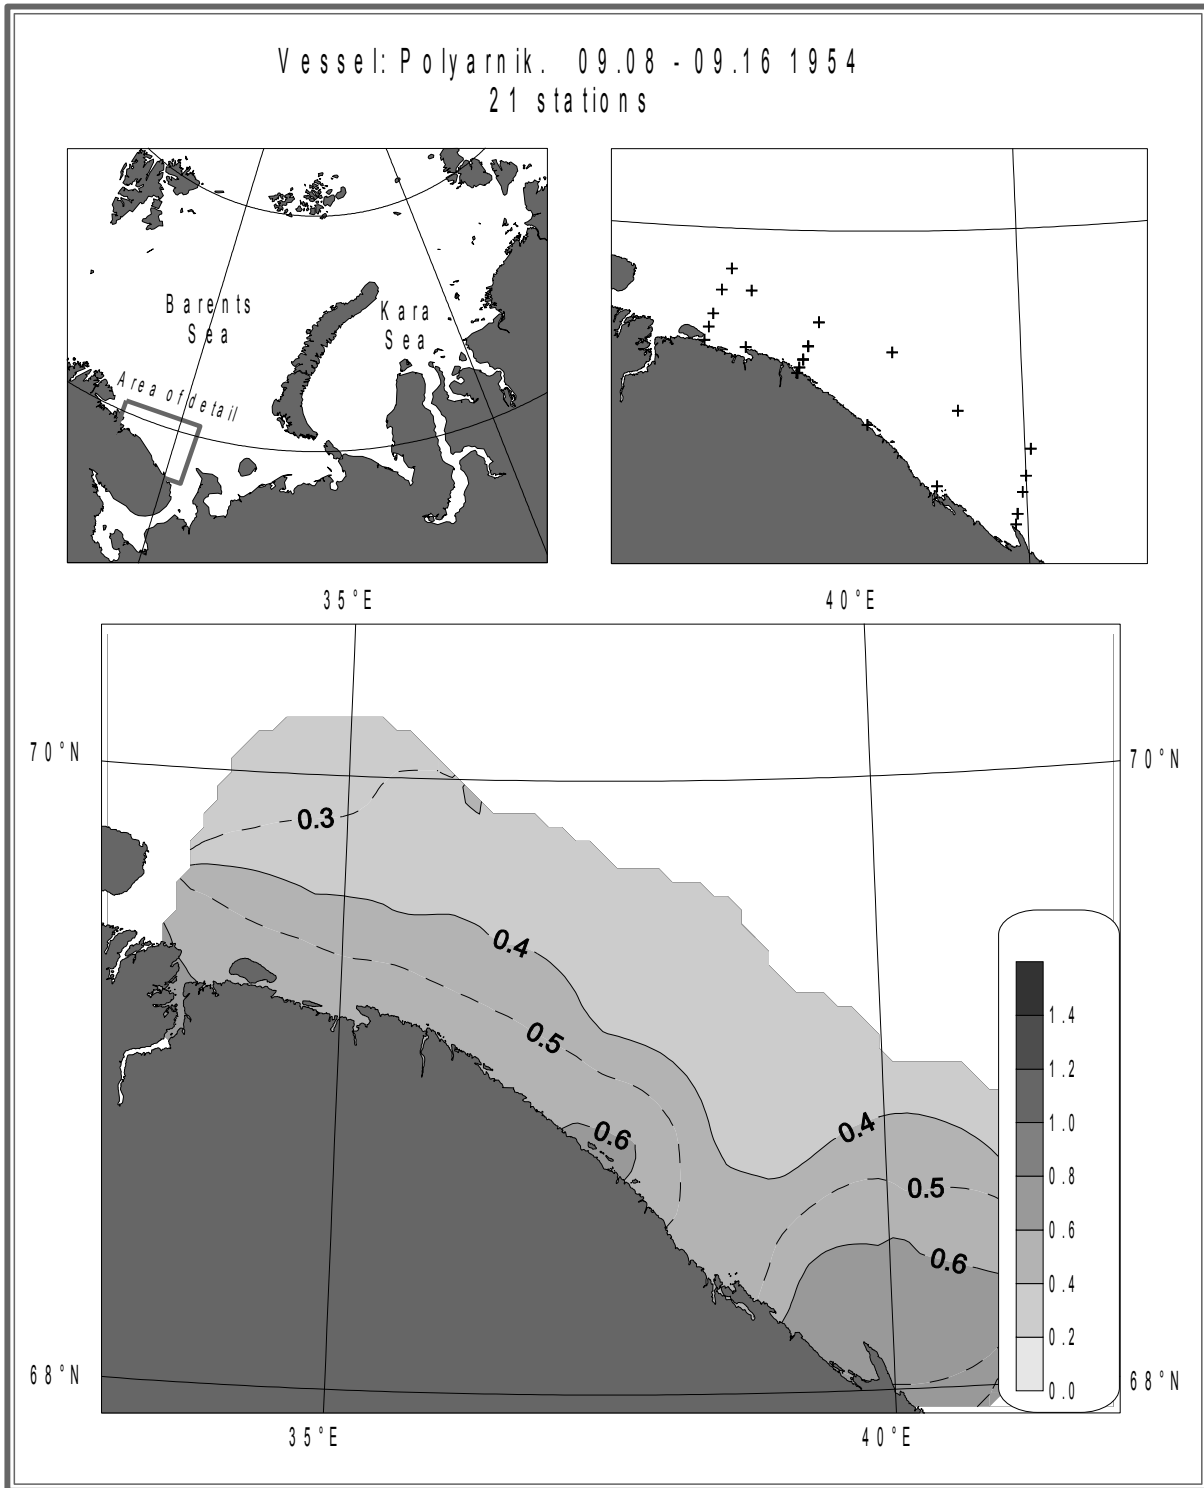 Vessel: Polyarnik. 09.08 - 09.16 1954
21 stations
Barents
Sea
Kara
Sea
Area of detail
35°E
40°E
70°N
70°N
0.3
0.4
0.5
0.6
0.4
0.5
0.6
1.4
1.2
1.0
0.8
0.6
0.4
0.2
0.0
68°N
68°N
35°E
40°E